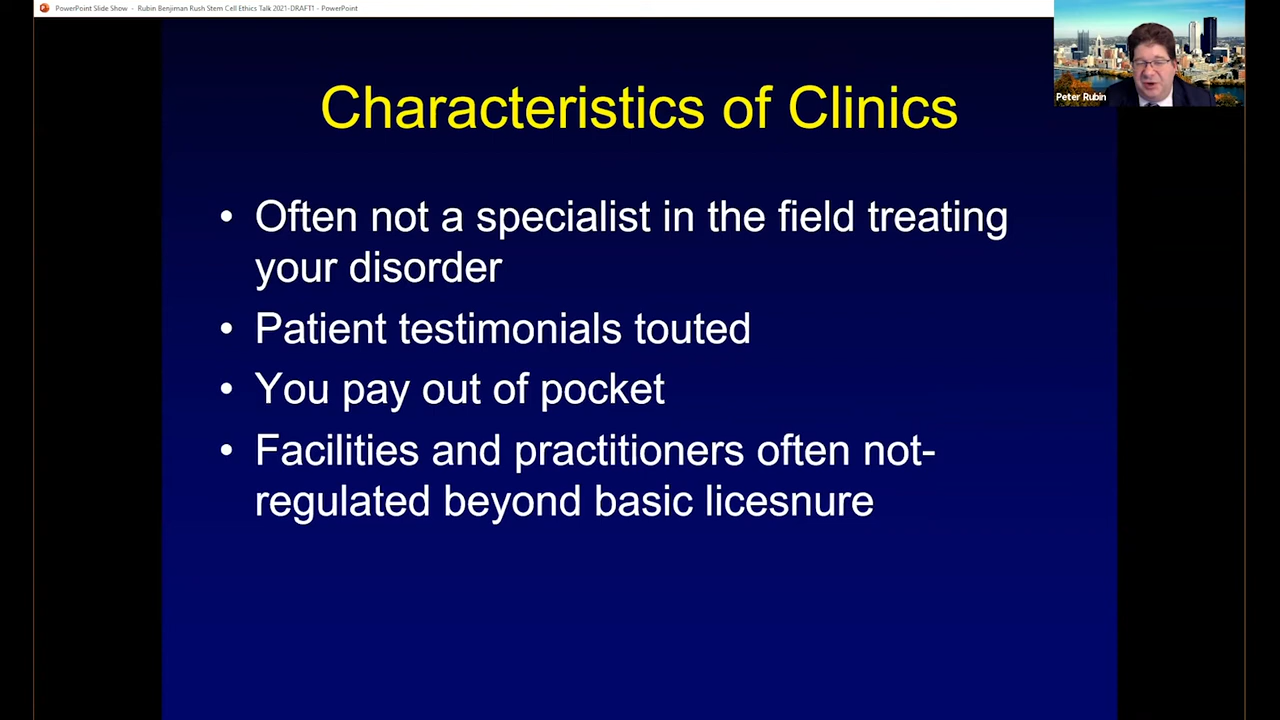 PowerPoint Slide Show - Rubin Benjiman Rush Stem Cell Ethics Talk 2021-DRAFT1 - PowerPoint
Peter Rubin
Characteristics of Clinics
• Often not a specialist in the field treating
your disorder
• Patient testimonials touted
• You pay out of pocket
• Facilities and practitioners often not-
regulated beyond basic licesnure